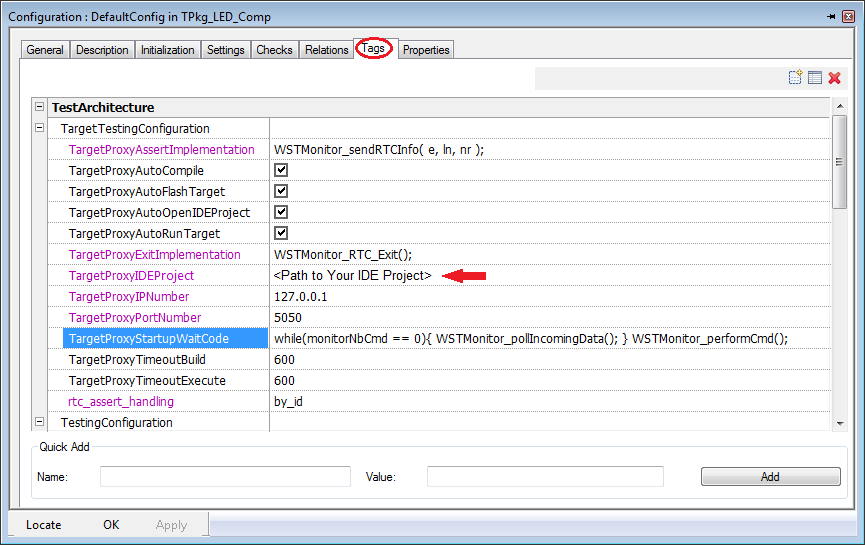 Configuration : DefaultConfig in TPkg_LED_Comp
General Description Initialization Settings Checks Relations Tags Properties
TestArchitecture
TargetTestingConfiguration
TargetProxyAssertImplementation WSTMonitor_sendRTCInfo( e, ln, nr );
TargetProxyAutoCompile
TargetProxyAutoFlashTarget
TargetProxyAutoOpenIDEProject
TargetProxyAutoRunTarget
TargetProxyExitImplementation WSTMonitor_RTC_Exit();
TargetProxyIDEProject <Path to Your IDE Project>
TargetProxyIPNumber 127.0.0.1
TargetProxyPortNumber 5050
TargetProxyStartupWaitCode while(monitorNbCmd == 0){ WSTMonitor_pollIncomingData(); } WSTMonitor_performCmd();
TargetProxyTimeoutBuild 600
TargetProxyTimeoutExecute 600
rtc_assert_handling by_id
TestingConfiguration
Quick Add
Name: Value: Add
Locate OK Apply